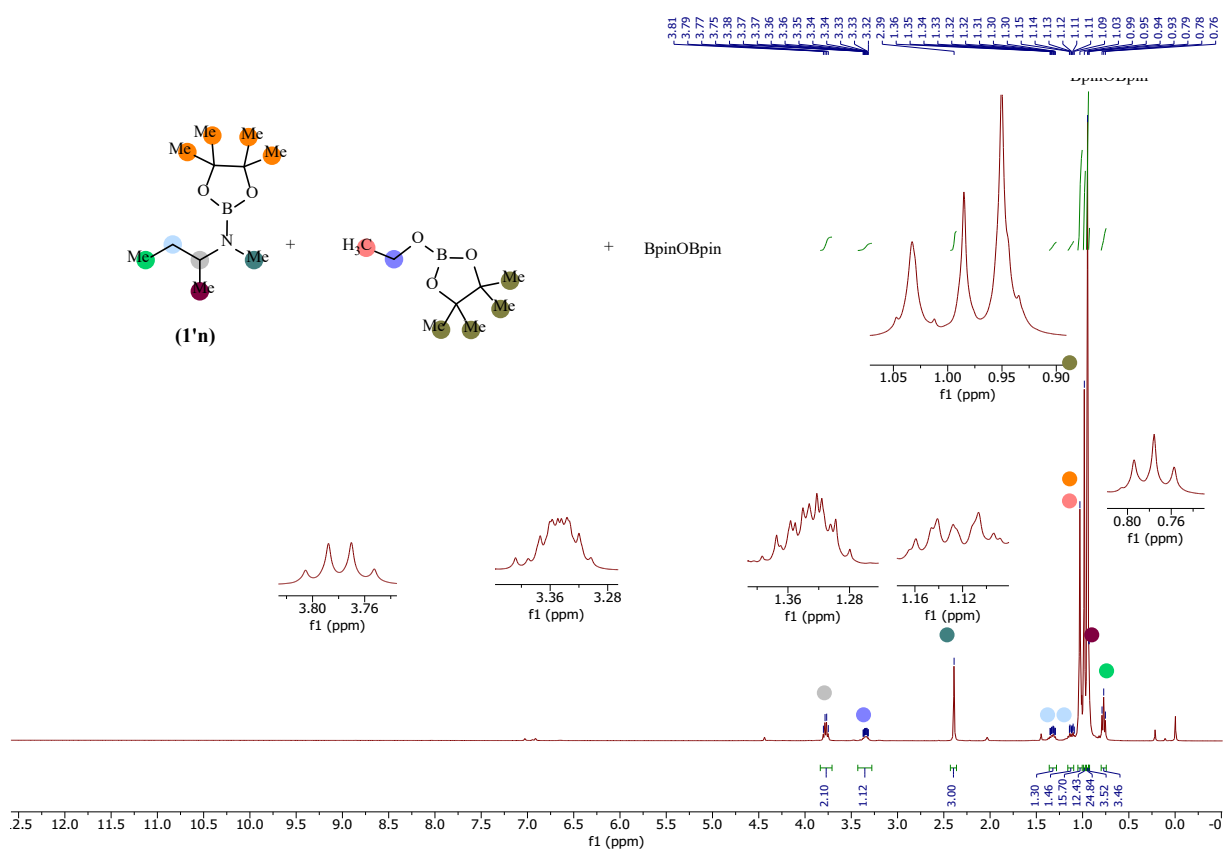 3.81 3.79 3.77 3.75 3.38 3.37 3.37 3.36 3.36 3.35 3.34 3.34 3.33 3.33 3.32 2.39 1.36 1.35 1.34 1.33 1.32 1.32 1.31 1.30 1.30 1.15 1.14 1.13 1.12 1.11 1.11 1.09 1.03 0.99 0.95 0.94 0.93 0.79 0.78 0.76
BpinOBpin
Me Me Me Me
O O
B
N
Me Me
Me
(1'n)
+
H₃C O
B O
O
Me
Me
Me Me
+
BpinOBpin
1.05 1.00 0.95 0.90
f1 (ppm)
0.80 0.76
f1 (ppm)
3.80 3.76
f1 (ppm)
3.36 3.28
f1 (ppm)
1.36 1.28
f1 (ppm)
1.16 1.12
f1 (ppm)
2.10 1.12 3.00 1.30 1.46 15.70 12.43 24.84 3.52 3.46
2.5 12.0 11.5 11.0 10.5 10.0 9.5 9.0 8.5 8.0 7.5 7.0 6.5 6.0 5.5 5.0 4.5 4.0 3.5 3.0 2.5 2.0 1.5 1.0 0.5 0.0 -0
f1 (ppm)